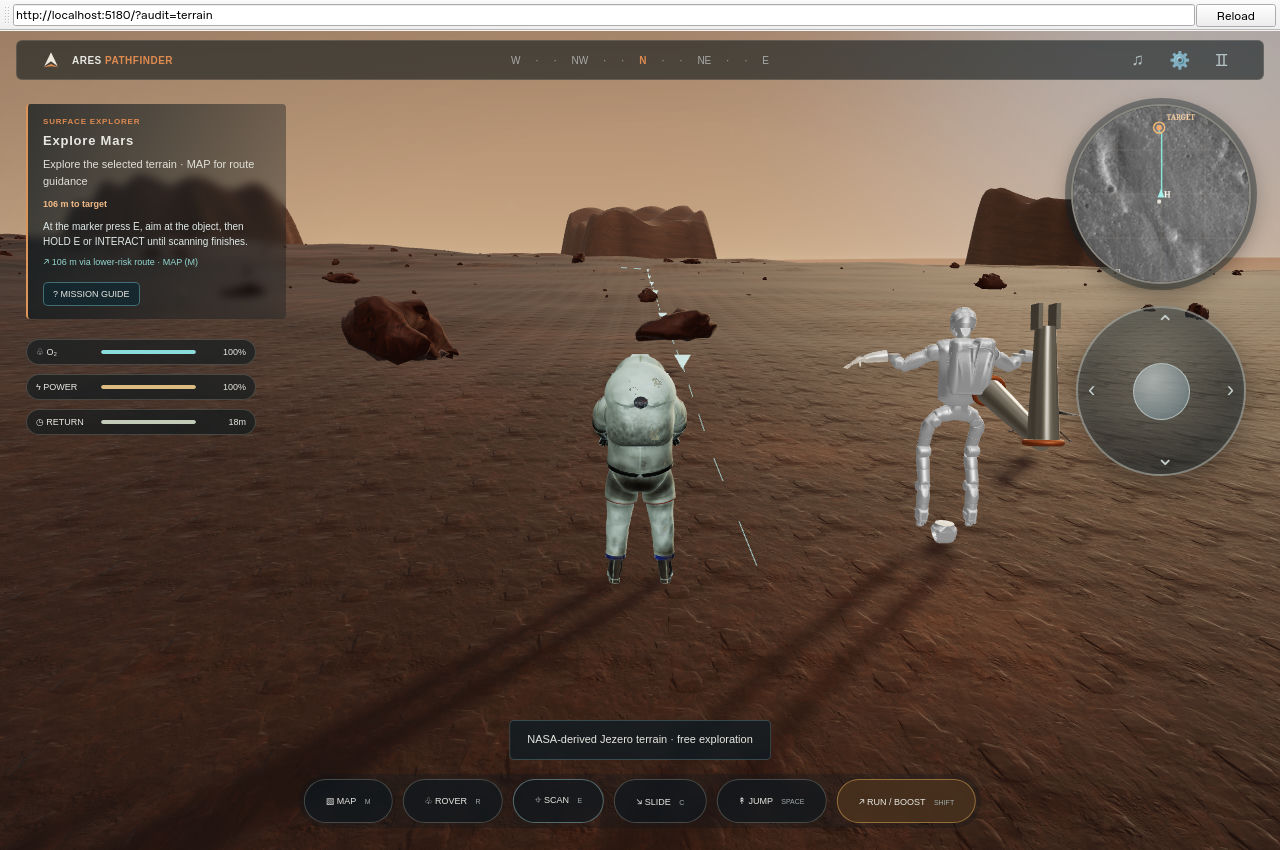 http://localhost:5180/?audit=terrain
Reload
ARES PATHFINDER
W · · NW · · N · · NE · · E
SURFACE EXPLORER
Explore Mars
Explore the selected terrain · MAP for route
guidance
106 m to target
At the marker press E, aim at the object, then
HOLD E or INTERACT until scanning finishes.
↗ 106 m via lower-risk route · MAP (M)
? MISSION GUIDE
O₂ 100%
POWER 100%
RETURN 18m
TARGET
H
NASA-derived Jezero terrain · free exploration
MAP M
ROVER R
SCAN E
SLIDE C
JUMP SPACE
RUN / BOOST SHIFT